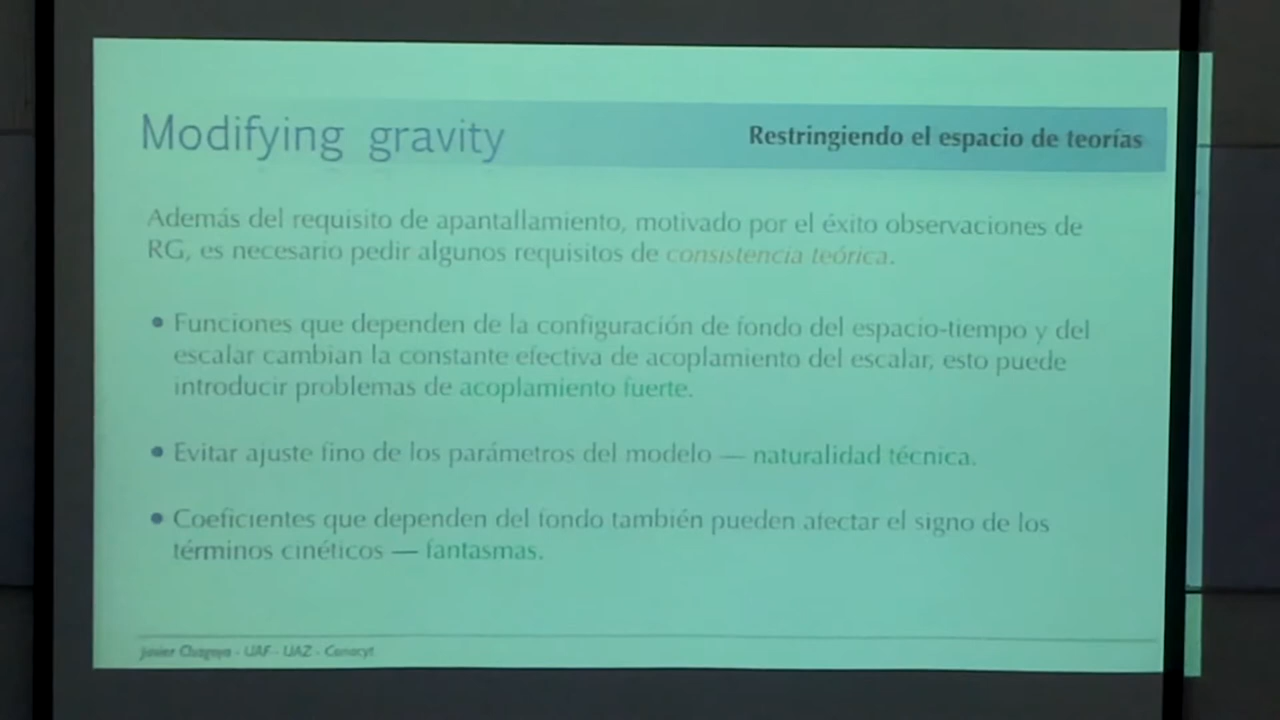 Modifying gravity
Restringiendo el espacio de teorías
Además del requisito de apantallamiento, motivado por el éxito observaciones de
RG, es necesario pedir algunos requisitos de consistencia teórica.
• Funciones que dependen de la configuración de fondo del espacio-tiempo y del
escalar cambian la constante efectiva de acoplamiento del escalar, esto puede
introducir problemas de acoplamiento fuerte.
• Evitar ajuste fino de los parámetros del modelo — naturalidad técnica.
• Coeficientes que dependen del fondo también pueden afectar el signo de los
términos cinéticos — fantasmas.
Javier Chagoya - UAF - UAZ - Conacyt